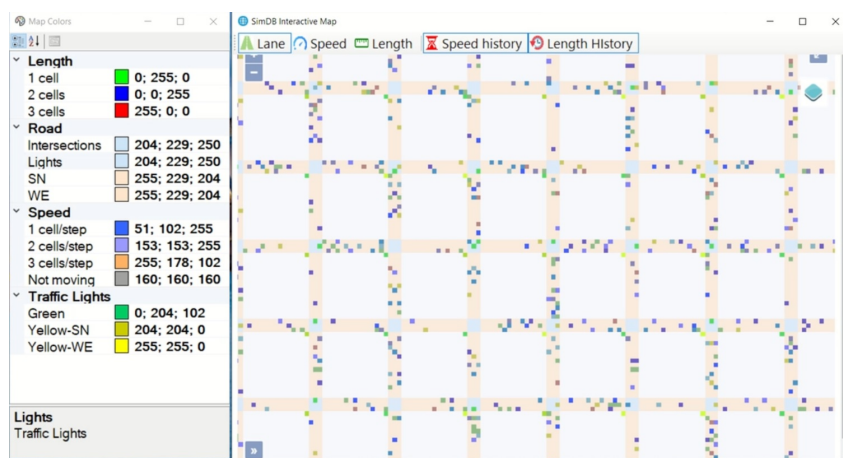 Map Colors
SimDB Interactive Map
Lane Speed Length Speed history Length HIstory
Length
1 cell 0; 255; 0
2 cells 0; 0; 255
3 cells 255; 0; 0
Road
Intersections 204; 229; 250
Lights 204; 229; 250
SN 255; 229; 204
WE 255; 229; 204
Speed
1 cell/step 51; 102; 255
2 cells/step 153; 153; 255
3 cells/step 255; 178; 102
Not moving 160; 160; 160
Traffic Lights
Green 0; 204; 102
Yellow-SN 204; 204; 0
Yellow-WE 255; 255; 0
Lights
Traffic Lights